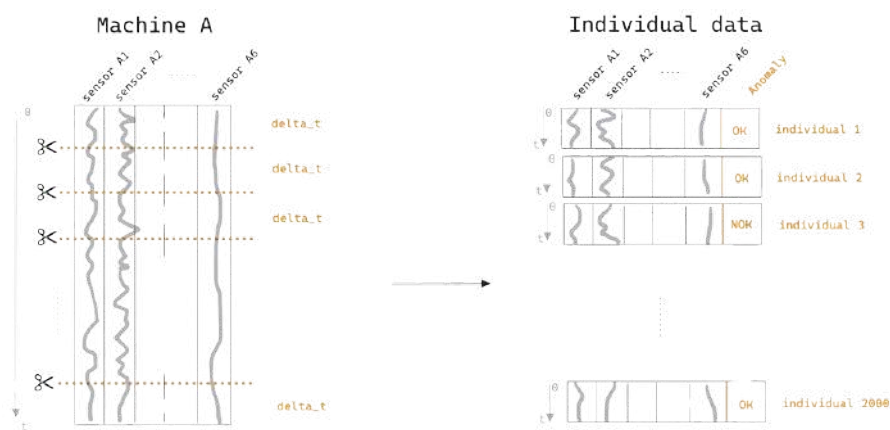 Machine A
Individual data
sensor A1
sensor A2
......
sensor A6
sensor A1
sensor A2
....
sensor A6
Anomaly
0
delta_t
delta_t
delta_t
delta_t
t
0
t
OK
individual 1
0
t
OK
individual 2
0
t
NOK
individual 3
0
t
OK
individual 2000